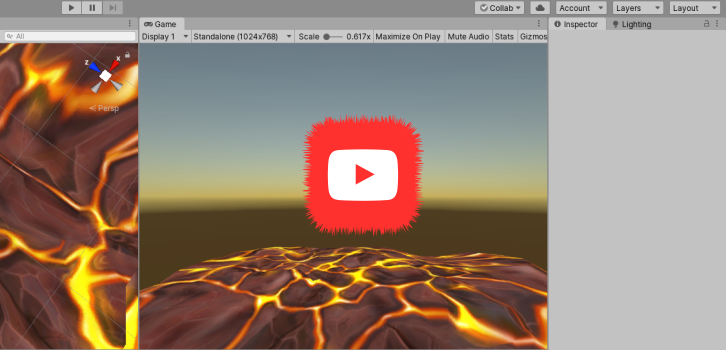 Collab
Account
Layers
Layout
Game
Inspector
Lighting
All
Display 1
Standalone (1024x768)
Scale
0.617x
Maximize On Play
Mute Audio
Stats
Gizmos
z
x
Persp